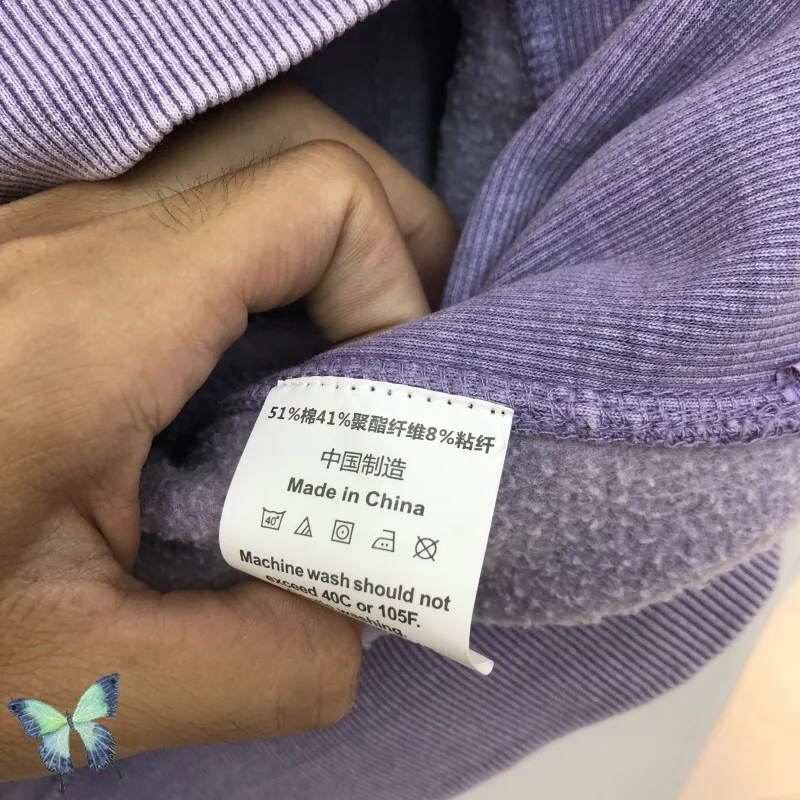 51%棉41%聚酯纤维8%粘纤
中国制造
Made in China
40°
Machine wash should not
exceed 40C or 105F.
washing.